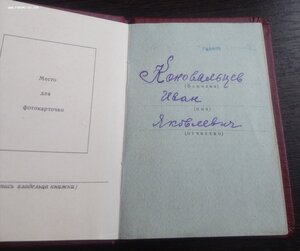 Место
для
фотокарточки
пись владельца книжки)
Коновальцев
(фамилия)
Иван
(имя)
Яковлевич
(отчество)